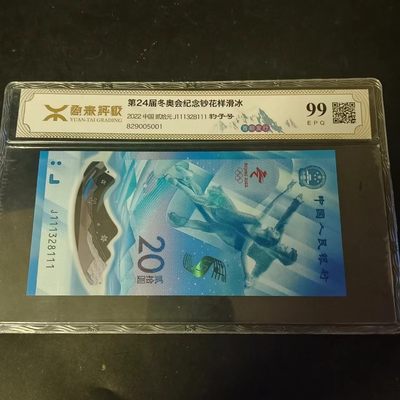 源泰评级
YUAN-TAI GRADING
第24届冬奥会纪念钞花样滑冰
2022 中国 贰拾元 J111328111 豹子号
829005001
99
EPQ
J111328111
20
贰拾圆
中国人民银行